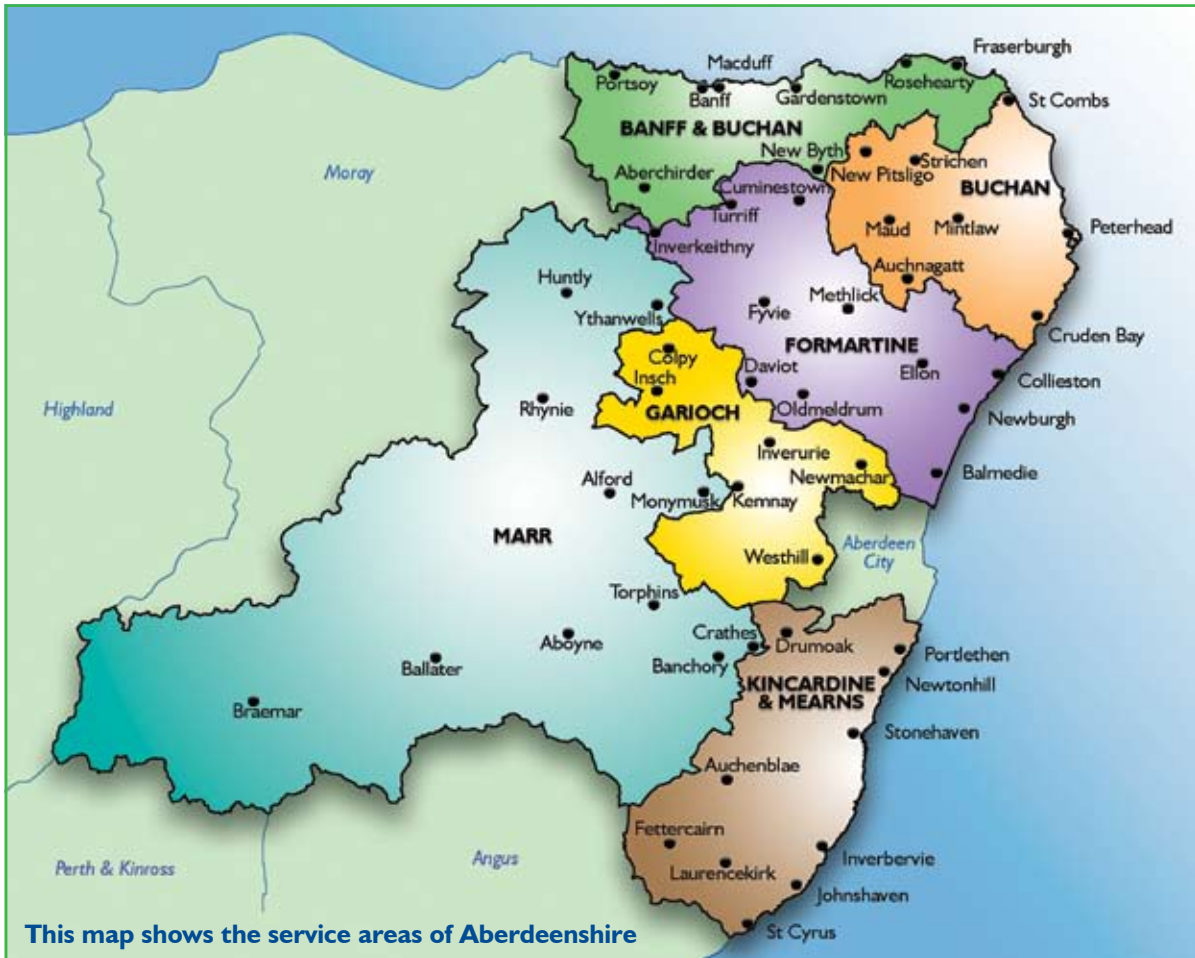 Fraserburgh
Macduff
Rosehearty
Portsoy
Banff
Gardenstown
St Combs
BANFF & BUCHAN
New Byth
Strichen
New Pitsligo
BUCHAN
Moray
Aberchirder
Cuminestown
Turriff
Maud
Mintlaw
Peterhead
Inverkeithny
Auchnagatt
Huntly
Methlick
Ythanwells
Fyvie
Cruden Bay
FORMARTINE
Colpy
Daviot
Ellon
Collieston
Insch
Highland
Rhynie
GARIOCH
Oldmeldrum
Newburgh
Inverurie
Newmachar
Balmedie
Alford
Monymusk
Kemnay
MARR
Westhill
Aberdeen
City
Torphins
Crathes
Drumoak
Portlethen
Aboyne
Ballater
Banchory
KINCARDINE
& MEARNS
Newtonhill
Braemar
Stonehaven
Auchenblae
Fettercairn
Inverbervie
Perth & Kinross
Angus
Laurencekirk
Johnshaven
St Cyrus
This map shows the service areas of Aberdeenshire